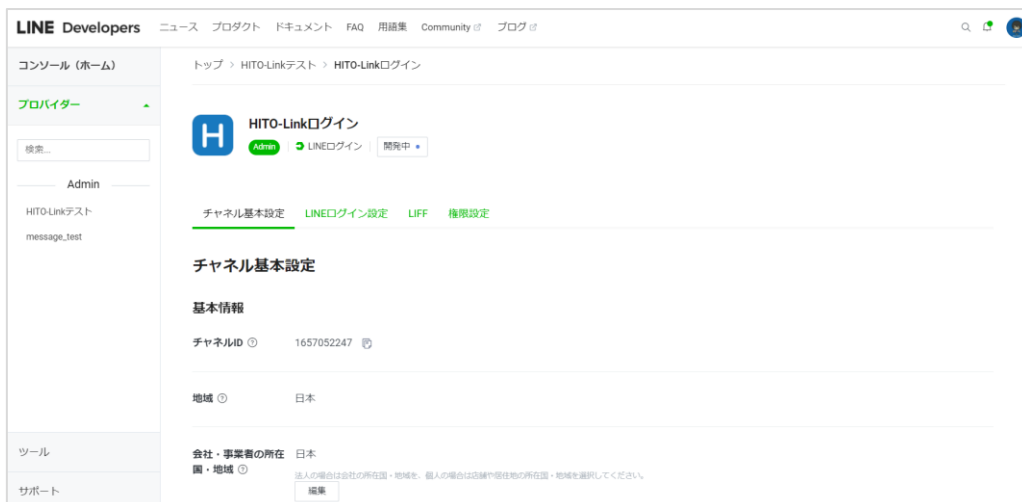 LINE Developers ニュース プロダクト ドキュメント FAQ 用語集 Community ブログ
コンソール（ホーム）
トップ > HITO-Linkテスト > HITO-Linkログイン
プロバイダー
H
HITO-Linkログイン
Admin LINEログイン 開発中
検索...
Admin
HITO-Linkテスト
message_test
チャネル基本設定 LINEログイン設定 LIFF 権限設定
チャネル基本設定
基本情報
チャネルID 1657052247
地域 日本
会社・事業者の所在国・地域 日本
法人の場合は会社の所在国・地域を、個人の場合は店舗や居住地の所在国・地域を選択してください。
編集
ツール
サポート